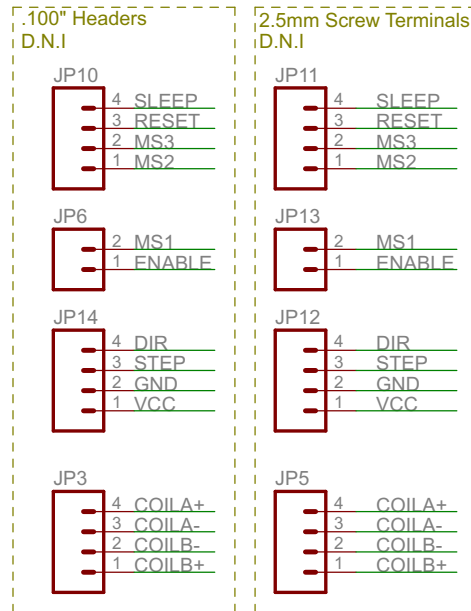 .100" Headers
D.N.I
JP10
4 SLEEP
3 RESET
2 MS3
1 MS2
JP6
2 MS1
1 ENABLE
JP14
4 DIR
3 STEP
2 GND
1 VCC
JP3
4 COILA+
3 COILA-
2 COILB-
1 COILB+
2.5mm Screw Terminals
D.N.I
JP11
4 SLEEP
3 RESET
2 MS3
1 MS2
JP13
2 MS1
1 ENABLE
JP12
4 DIR
3 STEP
2 GND
1 VCC
JP5
4 COILA+
3 COILA-
2 COILB-
1 COILB+